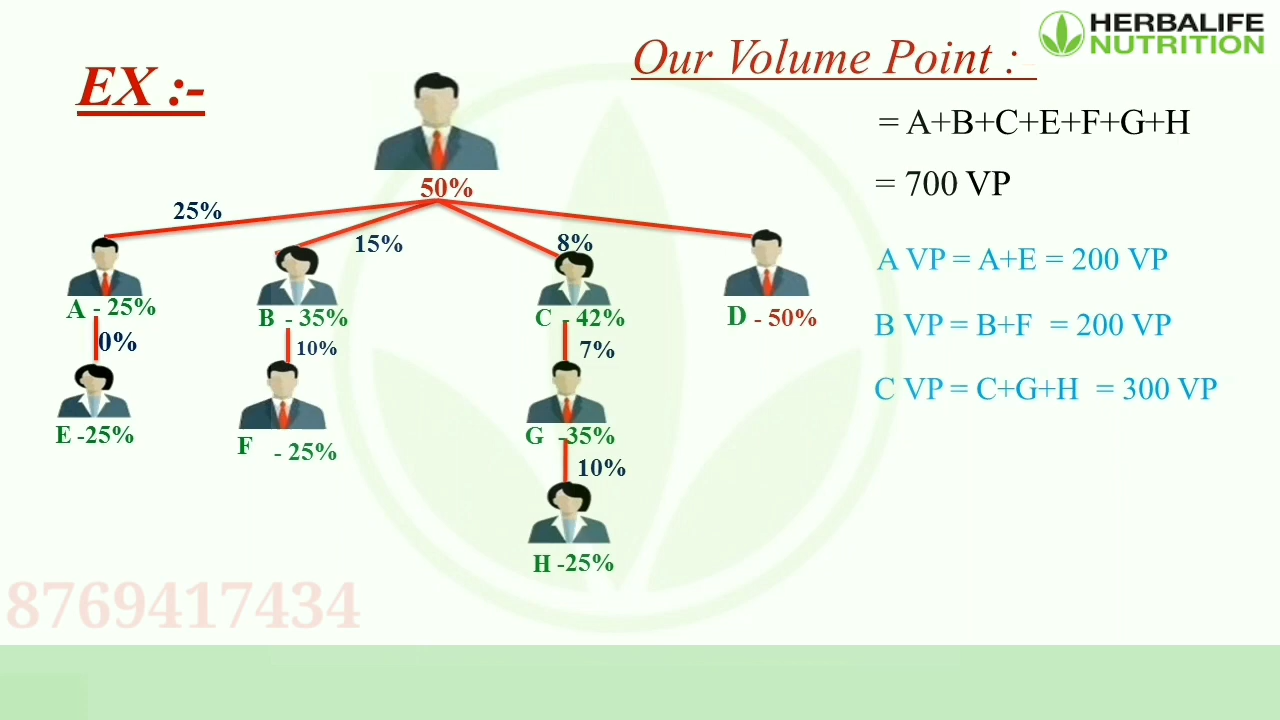 HERBALIFE
NUTRITION
EX :-
Our Volume Point :-
= A+B+C+E+F+G+H
= 700 VP
A VP = A+E = 200 VP
B VP = B+F = 200 VP
C VP = C+G+H = 300 VP
50%
25%
15%
8%
A - 25%
B - 35%
C - 42%
D - 50%
0%
10%
7%
E -25%
F - 25%
G -35%
10%
H -25%
8769417434